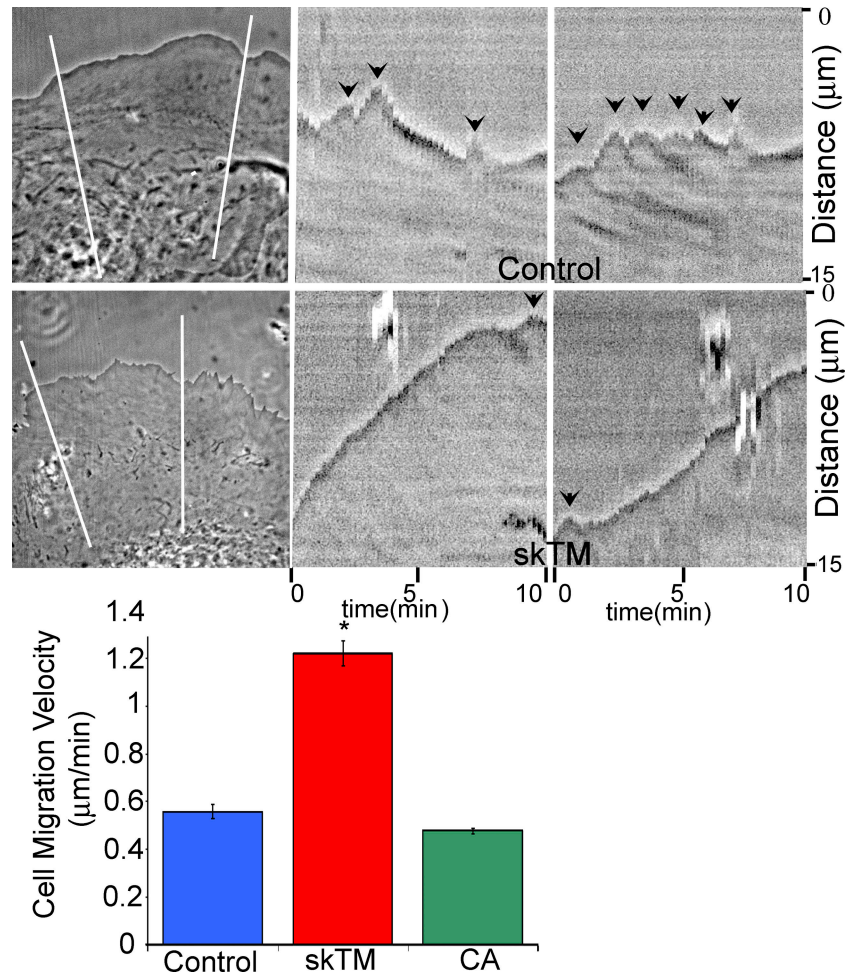 0
Distance (μm)
Control
15
0
Distance (μm)
skTM
15
0 5 10 0 5 10
time(min) time(min)
1.4
*
1.2
1
0.8
0.6
0.4
0.2
0
Cell Migration Velocity
(μm/min)
Control skTM CA